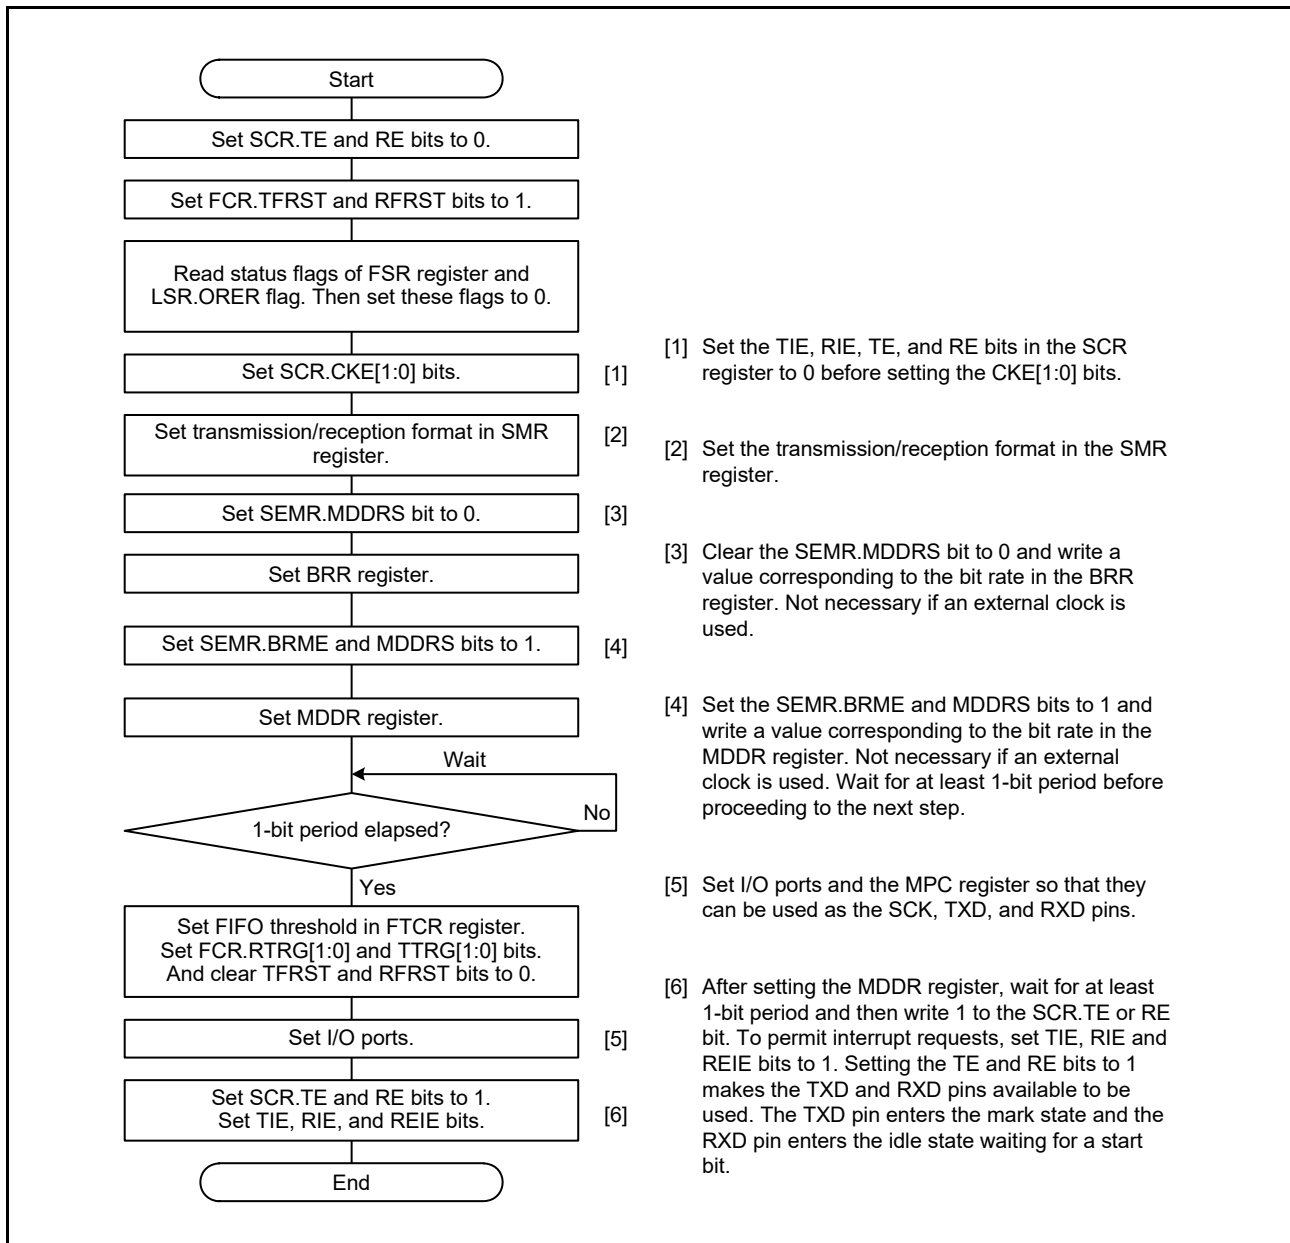 Start
Set SCR.TE and RE bits to 0.
Set FCR.TFRST and RFRST bits to 1.
Read status flags of FSR register and
LSR.ORER flag. Then set these flags to 0.
Set SCR.CKE[1:0] bits.
[1]
Set transmission/reception format in SMR
register.
[2]
Set SEMR.MDDRS bit to 0.
[3]
Set BRR register.
Set SEMR.BRME and MDDRS bits to 1.
[4]
Set MDDR register.
Wait
1-bit period elapsed?
No
Yes
Set FIFO threshold in FTCR register.
Set FCR.RTRG[1:0] and TTRG[1:0] bits.
And clear TFRST and RFRST bits to 0.
Set I/O ports.
[5]
Set SCR.TE and RE bits to 1.
Set TIE, RIE, and REIE bits.
[6]
End
[1] Set the TIE, RIE, TE, and RE bits in the SCR
register to 0 before setting the CKE[1:0] bits.
[2] Set the transmission/reception format in the SMR
register.
[3] Clear the SEMR.MDDRS bit to 0 and write a
value corresponding to the bit rate in the BRR
register. Not necessary if an external clock is
used.
[4] Set the SEMR.BRME and MDDRS bits to 1 and
write a value corresponding to the bit rate in the
MDDR register. Not necessary if an external
clock is used. Wait for at least 1-bit period before
proceeding to the next step.
[5] Set I/O ports and the MPC register so that they
can be used as the SCK, TXD, and RXD pins.
[6] After setting the MDDR register, wait for at least
1-bit period and then write 1 to the SCR.TE or RE
bit. To permit interrupt requests, set TIE, RIE and
REIE bits to 1. Setting the TE and RE bits to 1
makes the TXD and RXD pins available to be
used. The TXD pin enters the mark state and the
RXD pin enters the idle state waiting for a start
bit.